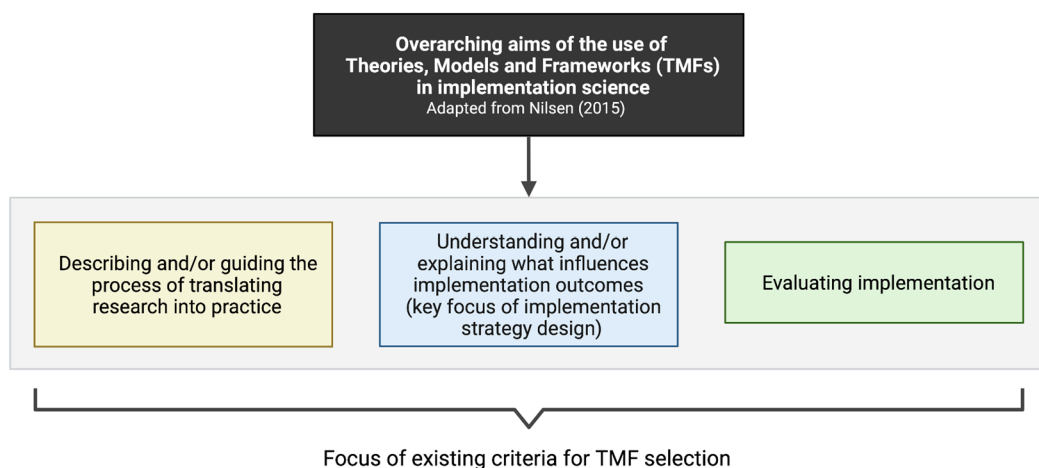 Overarching aims of the use of
Theories, Models and Frameworks (TMFs)
in implementation science
Adapted from Nilsen (2015)
Describing and/or guiding the
process of translating
research into practice
Understanding and/or
explaining what influences
implementation outcomes
(key focus of implementation
strategy design)
Evaluating implementation
Focus of existing criteria for TMF selection